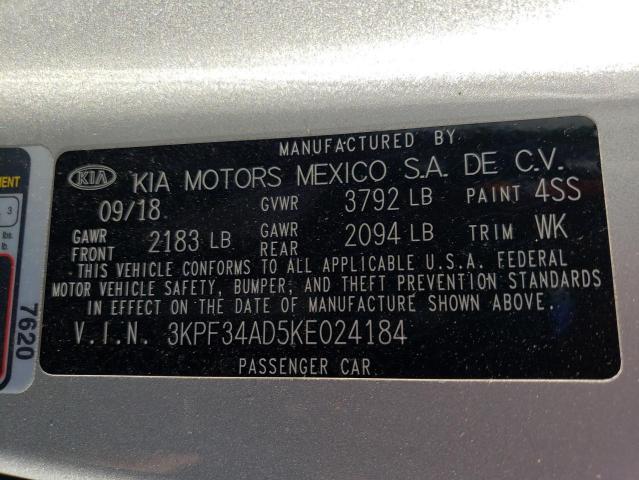 MANUFACTURED BY
KIA KIA MOTORS MEXICO S.A. DE C.V.
09/18 GVWR 3792 LB PAINT 4SS
GAWR FRONT 2183 LB GAWR REAR 2094 LB TRIM WK
THIS VEHICLE CONFORMS TO ALL APPLICABLE U.S.A. FEDERAL
MOTOR VEHICLE SAFETY, BUMPER, AND THEFT PREVENTION STANDARDS
IN EFFECT ON THE DATE OF MANUFACTURE SHOWN ABOVE.
V.I.N. 3KPF34AD5KE024184
PASSENGER CAR
7620